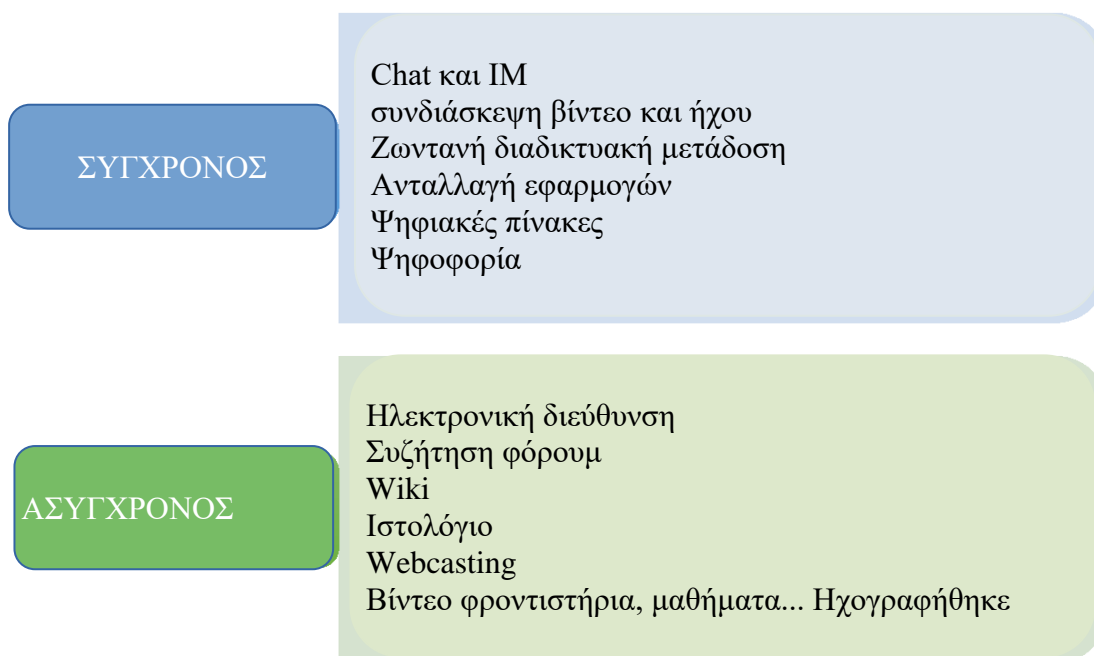 ΣΥΓΧΡΟΝΟΣ
Chat και IM
συνδιάσκεψη βίντεο και ήχου
Ζωντανή διαδικτυακή μετάδοση
Ανταλλαγή εφαρμογών
Ψηφιακές πίνακες
Ψηφοφορία
ΑΣΥΓΧΡΟΝΟΣ
Ηλεκτρονική διεύθυνση
Συζήτηση φόρουμ
Wiki
Ιστολόγιο
Webcasting
Βίντεο φροντιστήρια, μαθήματα... Ηχογραφήθηκε